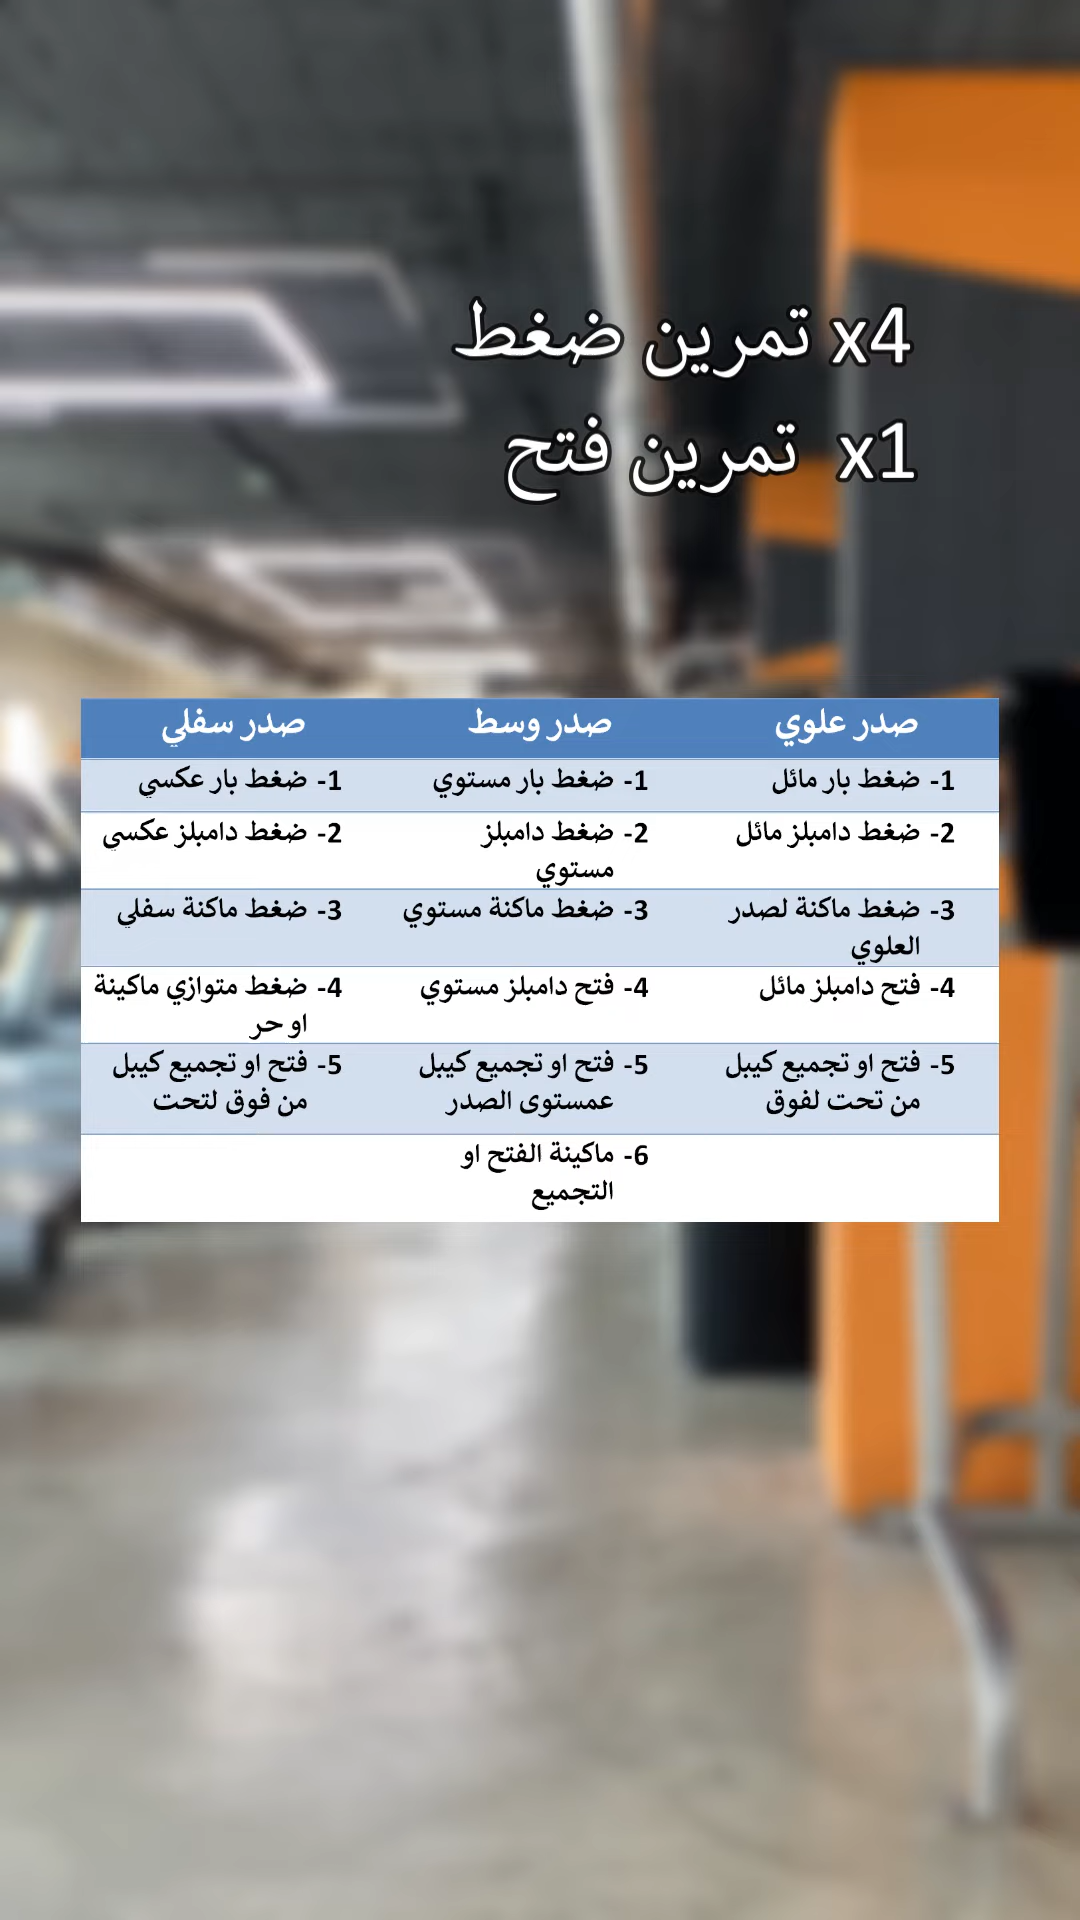 x4 تمرين ضغط
x1 تمرين فتح
صدر علوي
صدر وسط
صدر سفلي
1- ضغط بار مائل
1- ضغط بار مستوي
1- ضغط بار عكسي
2- ضغط دامبلز مائل
2- ضغط دامبلز
مستوي
2- ضغط دامبلز عكسي
3- ضغط ماكنة لصدر
العلوي
3- ضغط ماكنة مستوي
3- ضغط ماكنة سفلي
4- فتح دامبلز مائل
4- فتح دامبلز مستوي
4- ضغط متوازي ماكينة
او حر
5- فتح او تجميع كيبل
من تحت لفوق
5- فتح او تجميع كيبل
عمستوى الصدر
5- فتح او تجميع كيبل
من فوق لتحت
6- ماكينة الفتح او
التجميع